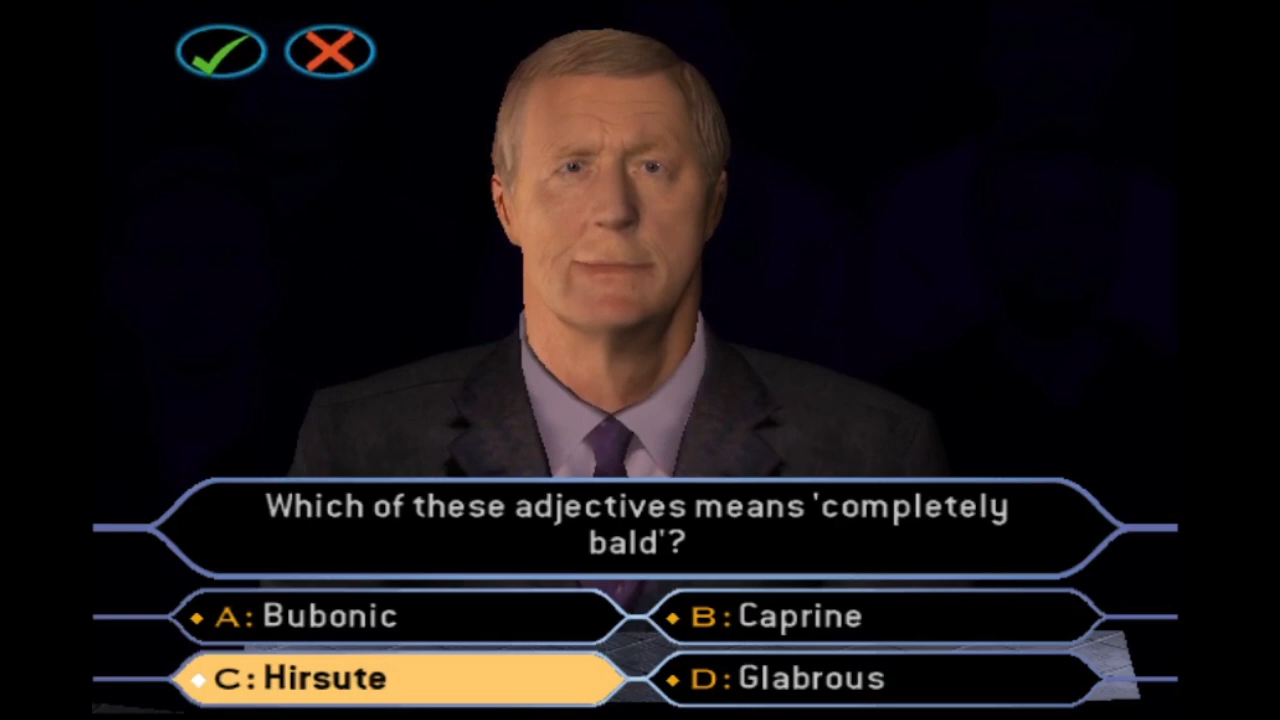 Which of these adjectives means 'completely
bald'?
A: Bubonic
B: Caprine
C: Hirsute
D: Glabrous